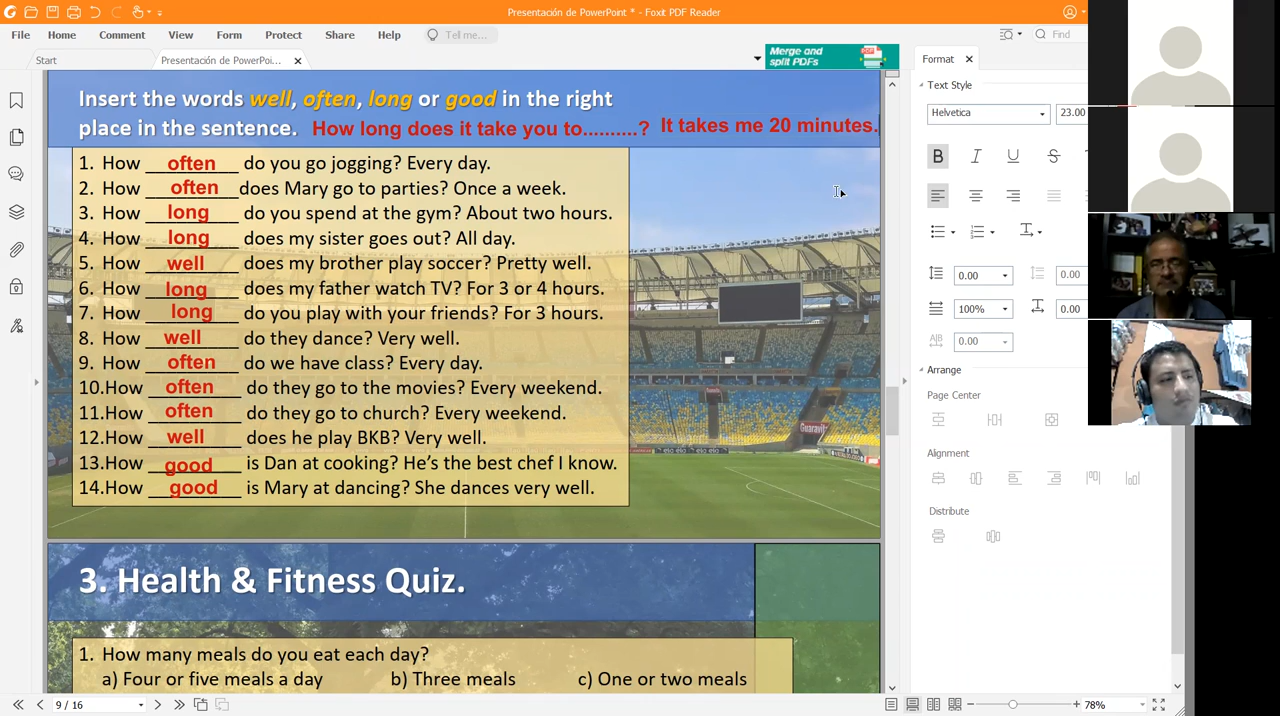 Presentación de PowerPoint * - Foxit PDF Reader
File Home Comment View Form Protect Share Help Tell me... Find
Start Presentación de PowerPoi... Merge and
split PDFs
Format
Insert the words well, often, long or good in the right
place in the sentence. How long does it take you to..........? It takes me 20 minutes.
1. How often do you go jogging? Every day.
2. How often does Mary go to parties? Once a week.
3. How long do you spend at the gym? About two hours.
4. How long does my sister goes out? All day.
5. How well does my brother play soccer? Pretty well.
6. How long does my father watch TV? For 3 or 4 hours.
7. How long do you play with your friends? For 3 hours.
8. How well do they dance? Very well.
9. How often do we have class? Every day.
10.How often do they go to the movies? Every weekend.
11.How often do they go to church? Every weekend.
12.How well does he play BKB? Very well.
13.How good is Dan at cooking? He's the best chef I know.
14.How good is Mary at dancing? She dances very well.
Guaravita
3. Health & Fitness Quiz.
1. How many meals do you eat each day?
a) Four or five meals a day b) Three meals c) One or two meals
Text Style
Helvetica 23.00
B I U S
0.00 0.00
100% 0.00
0.00
Arrange
Page Center
Alignment
Distribute
9 / 16 78%